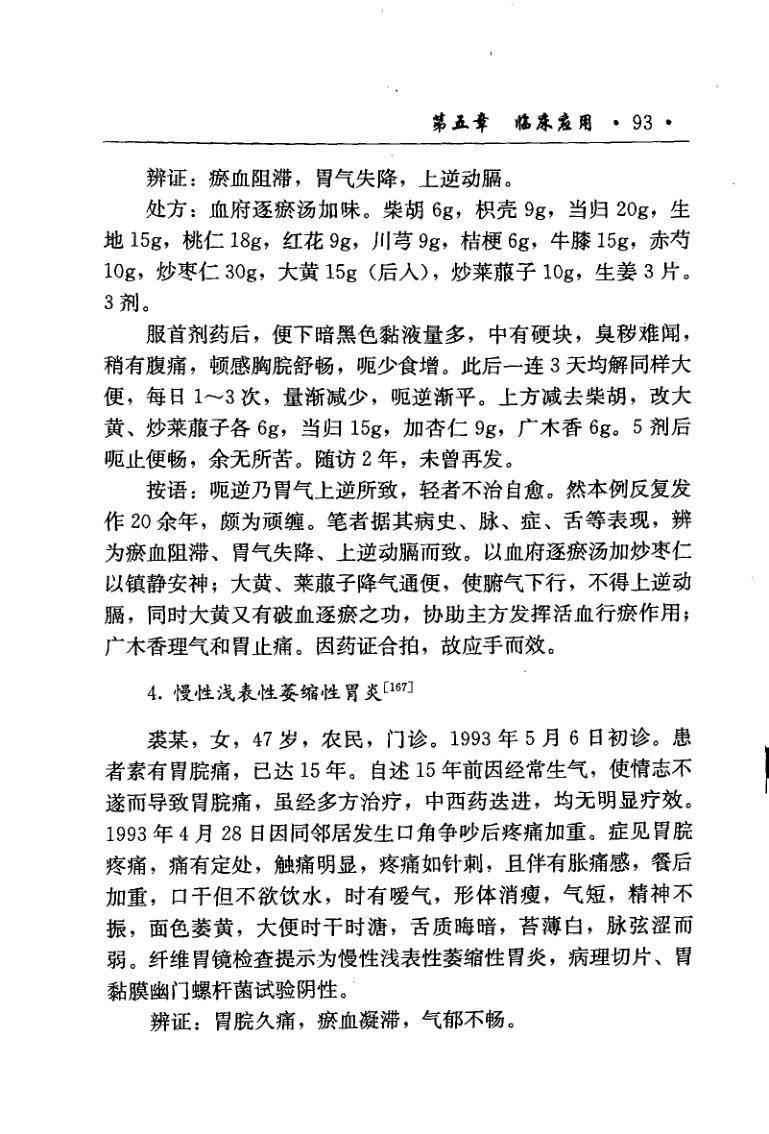 第五章　临床应用 · 93 ·
辨证：瘀血阻滞，胃气失降，上逆动膈。
处方：血府逐瘀汤加味。柴胡 6g，枳壳 9g，当归 20g，生
地 15g，桃仁 18g，红花 9g，川芎 9g，桔梗 6g，牛膝 15g，赤芍
10g，炒枣仁 30g，大黄 15g（后入），炒莱菔子 10g，生姜 3 片。
3 剂。
服首剂药后，便下暗黑色黏液量多，中有硬块，臭秽难闻，
稍有腹痛，顿感胸脘舒畅，呃少食增。此后一连 3 天均解同样大
便，每日 1～3 次，量渐减少，呃逆渐平。上方减去柴胡，改大
黄、炒莱菔子各 6g，当归 15g，加杏仁 9g，广木香 6g。5 剂后
呃止便畅，余无所苦。随访 2 年，未曾再发。
按语：呃逆乃胃气上逆所致，轻者不治自愈。然本例反复发
作 20 余年，颇为顽缠。笔者据其病史、脉、症、舌等表现，辨
为瘀血阻滞、胃气失降、上逆动膈而致。以血府逐瘀汤加炒枣仁
以镇静安神；大黄、莱菔子降气通便，使腑气下行，不得上逆动
膈，同时大黄又有破血逐瘀之功，协助主方发挥活血行瘀作用；
广木香理气和胃止痛。因药证合拍，故应手而效。
4. 慢性浅表性萎缩性胃炎[167]
裘某，女，47 岁，农民，门诊。1993 年 5 月 6 日初诊。患
者素有胃脘痛，已达 15 年。自述 15 年前因经常生气，使情志不
遂而导致胃脘痛，虽经多方治疗，中西药迭进，均无明显疗效。
1993 年 4 月 28 日因同邻居发生口角争吵后疼痛加重。症见胃脘
疼痛，痛有定处，触痛明显，疼痛如针刺，且伴有胀痛感，餐后
加重，口干但不欲饮水，时有嗳气，形体消瘦，气短，精神不
振，面色萎黄，大便时干时溏，舌质晦暗，苔薄白，脉弦涩而
弱。纤维胃镜检查提示为慢性浅表性萎缩性胃炎，病理切片、胃
黏膜幽门螺杆菌试验阴性。
辨证：胃脘久痛，瘀血凝滞，气郁不畅。